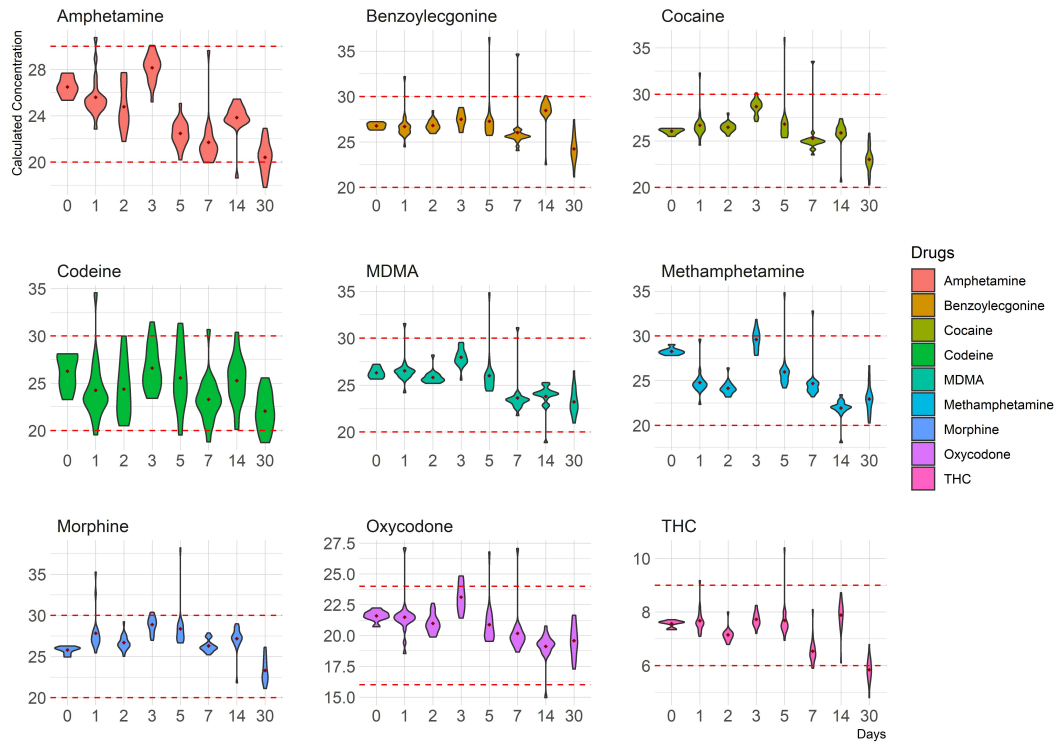 Amphetamine
Benzoylecgonine
Cocaine
Calculated Concentration
28
24
20
0 1 2 3 5 7 14 30
35
30
25
20
0 1 2 3 5 7 14 30
35
30
25
20
0 1 2 3 5 7 14 30
Codeine
MDMA
Methamphetamine
35
30
25
20
0 1 2 3 5 7 14 30
35
30
25
20
0 1 2 3 5 7 14 30
35
30
25
20
0 1 2 3 5 7 14 30
Drugs
Amphetamine
Benzoylecgonine
Cocaine
Codeine
MDMA
Methamphetamine
Morphine
Oxycodone
THC
Morphine
Oxycodone
THC
35
30
25
20
0 1 2 3 5 7 14 30
27.5
25.0
22.5
20.0
17.5
15.0
0 1 2 3 5 7 14 30
10
8
6
0 1 2 3 5 7 14 30
Days